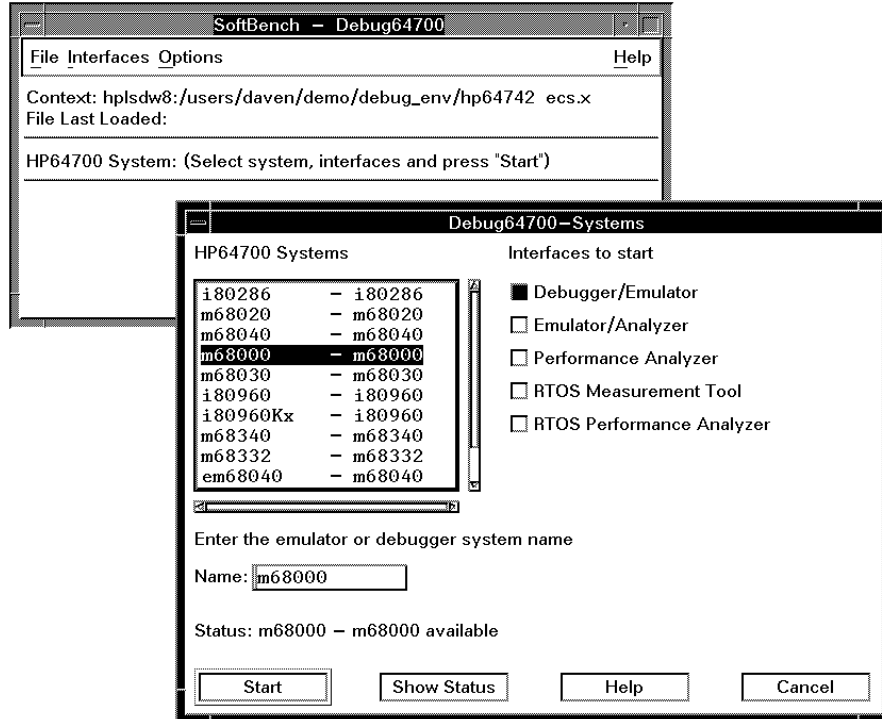 SoftBench – Debug64700
File Interfaces Options Help
Context: hplsdw8:/users/daven/demo/debug_env/hp64742 ecs.x
File Last Loaded:
HP64700 System: (Select system, interfaces and press "Start")
Debug64700–Systems
HP64700 Systems
i80286 – i80286
m68020 – m68020
m68040 – m68040
m68000 – m68000
m68030 – m68030
i80960 – i80960
i80960Kx – i80960
m68340 – m68340
m68332 – m68332
em68040 – m68040
Interfaces to start
Debugger/Emulator
Emulator/Analyzer
Performance Analyzer
RTOS Measurement Tool
RTOS Performance Analyzer
Enter the emulator or debugger system name
Name: m68000
Status: m68000 – m68000 available
Start Show Status Help Cancel